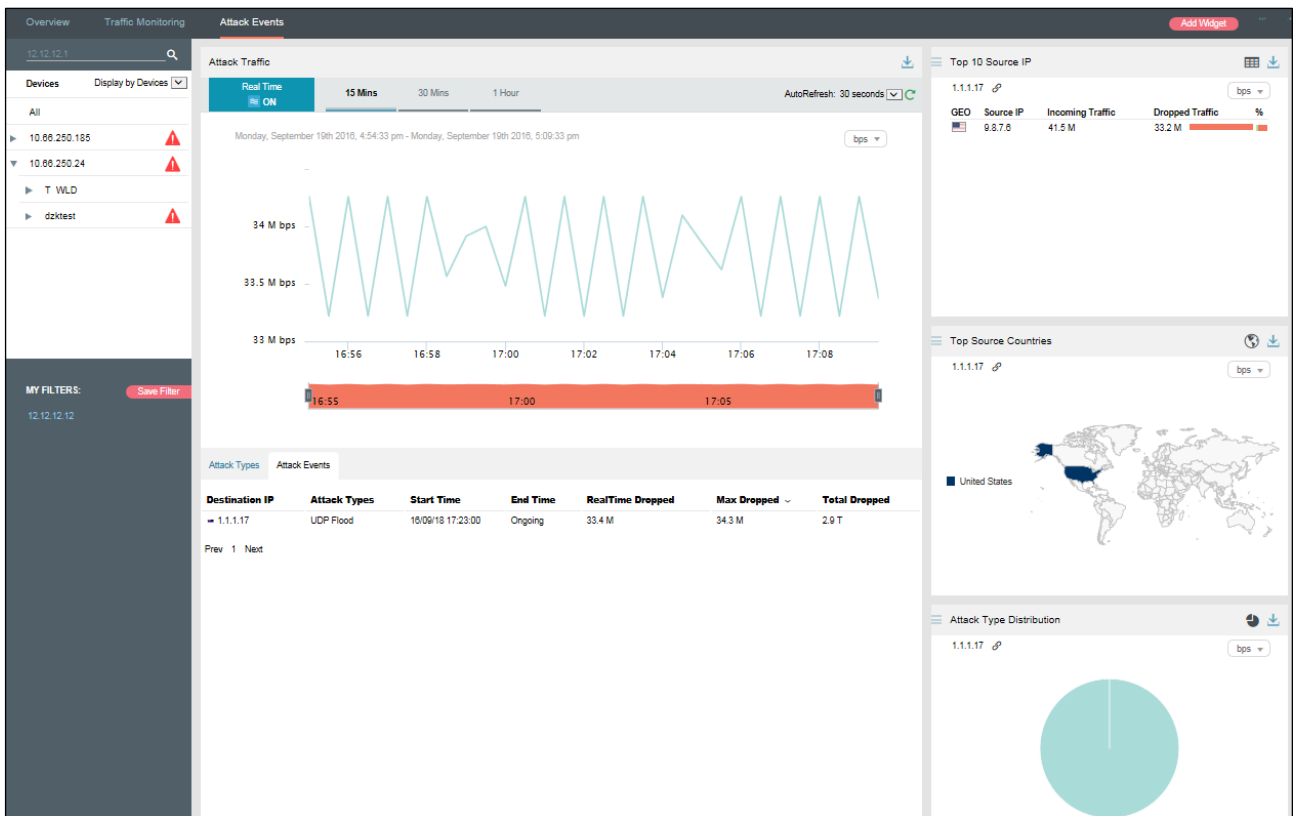 Overview Traffic Monitoring Attack Events Add Widget
12.12.12.1
Devices Display by Devices
All
10.66.250.185
10.66.250.24
T WLD
dzktest
MY FILTERS: Save Filter
12.12.12.12
Attack Traffic
Real Time
ON
15 Mins 30 Mins 1 Hour
AutoRefresh: 30 seconds
Monday, September 19th 2016, 4:54:33 pm - Monday, September 19th 2016, 5:09:33 pm
bps
34 M bps
33.5 M bps
33 M bps
16:56 16:58 17:00 17:02 17:04 17:06 17:08
16:55 17:00 17:05
Attack Types Attack Events
Destination IP Attack Types Start Time End Time RealTime Dropped Max Dropped Total Dropped
1.1.1.17 UDP Flood 16/09/18 17:23:00 Ongoing 33.4 M 34.3 M 2.9 T
Prev 1 Next
Top 10 Source IP
1.1.1.17 bps
GEO Source IP Incoming Traffic Dropped Traffic %
9.8.7.6 41.5 M 33.2 M
Top Source Countries
1.1.1.17 bps
United States
Attack Type Distribution
1.1.1.17 bps